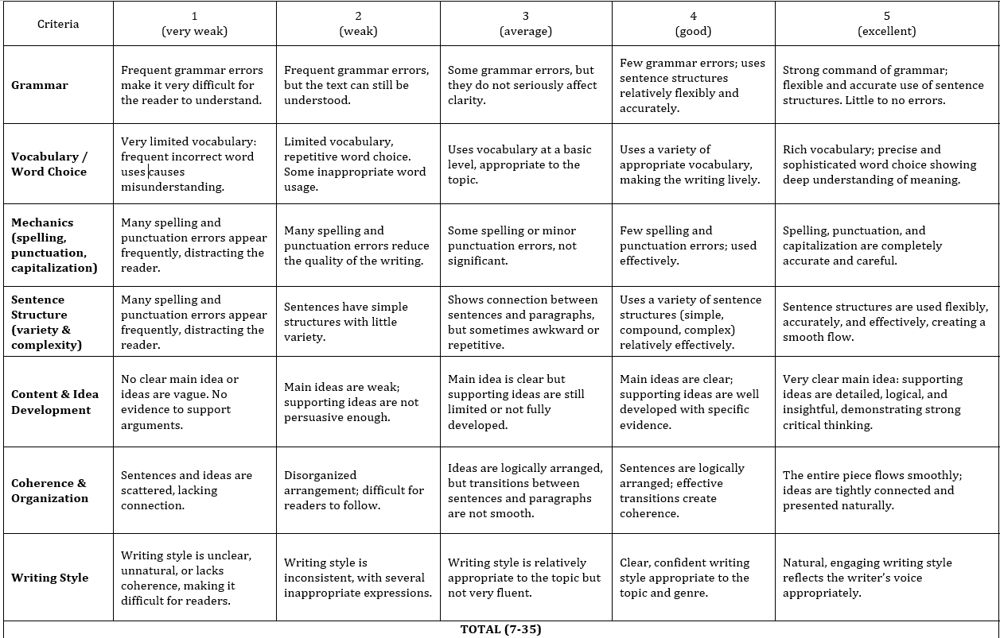 Criteria
1
(very weak)
2
(weak)
3
(average)
4
(good)
5
(excellent)
Grammar
Frequent grammar errors
make it very difficult for
the reader to understand.
Frequent grammar errors,
but the text can still be
understood.
Some grammar errors, but
they do not seriously affect
clarity.
Few grammar errors; uses
sentence structures
relatively flexibly and
accurately.
Strong command of grammar;
flexible and accurate use of sentence
structures. Little to no errors.
Vocabulary /
Word Choice
Very limited vocabulary:
frequent incorrect word
uses causes
misunderstanding.
Limited vocabulary,
repetitive word choice.
Some inappropriate word
usage.
Uses vocabulary at a basic
level, appropriate to the
topic.
Uses a variety of
appropriate vocabulary,
making the writing lively.
Rich vocabulary; precise and
sophisticated word choice showing
deep understanding of meaning.
Mechanics
(spelling,
punctuation,
capitalization)
Many spelling and
punctuation errors appear
frequently, distracting the
reader.
Many spelling and
punctuation errors reduce
the quality of the writing.
Some spelling or minor
punctuation errors, not
significant.
Few spelling and
punctuation errors; used
effectively.
Spelling, punctuation, and
capitalization are completely
accurate and careful.
Sentence
Structure
(variety &
complexity)
Many spelling and
punctuation errors appear
frequently, distracting the
reader.
Sentences have simple
structures with little
variety.
Shows connection between
sentences and paragraphs,
but sometimes awkward or
repetitive.
Uses a variety of sentence
structures (simple,
compound, complex)
relatively effectively.
Sentence structures are used flexibly,
accurately, and effectively, creating a
smooth flow.
Content & Idea
Development
No clear main idea or
ideas are vague. No
evidence to support
arguments.
Main ideas are weak;
supporting ideas are not
persuasive enough.
Main idea is clear but
supporting ideas are still
limited or not fully
developed.
Main ideas are clear;
supporting ideas are well
developed with specific
evidence.
Very clear main idea: supporting
ideas are detailed, logical, and
insightful, demonstrating strong
critical thinking.
Coherence &
Organization
Sentences and ideas are
scattered, lacking
connection.
Disorganized
arrangement; difficult for
readers to follow.
Ideas are logically arranged,
but transitions between
sentences and paragraphs
are not smooth.
Sentences are logically
arranged; effective
transitions create
coherence.
The entire piece flows smoothly;
ideas are tightly connected and
presented naturally.
Writing Style
Writing style is unclear,
unnatural, or lacks
coherence, making it
difficult for readers.
Writing style is
inconsistent, with several
inappropriate expressions.
Writing style is relatively
appropriate to the topic but
not very fluent.
Clear, confident writing
style appropriate to the
topic and genre.
Natural, engaging writing style
reflects the writer's voice
appropriately.
TOTAL (7-35)